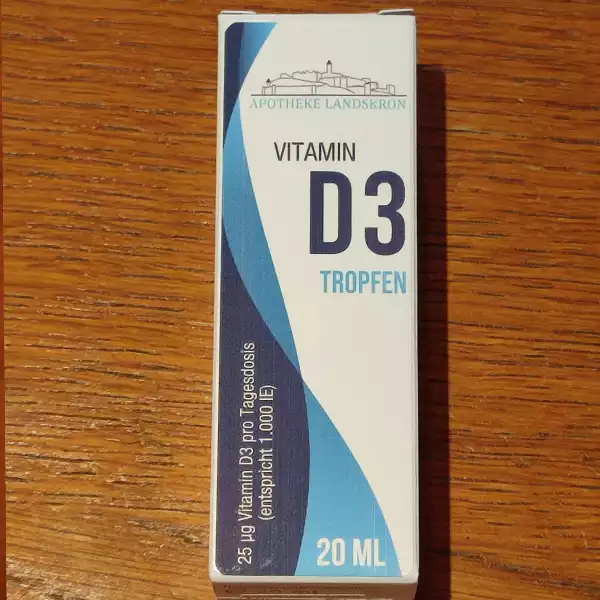 APOTHEKE LANDSKRON
VITAMIN
D3
TROPFEN
25 µg Vitamin D3 pro Tagesdosis
(entspricht 1.000 IE)
20 ML